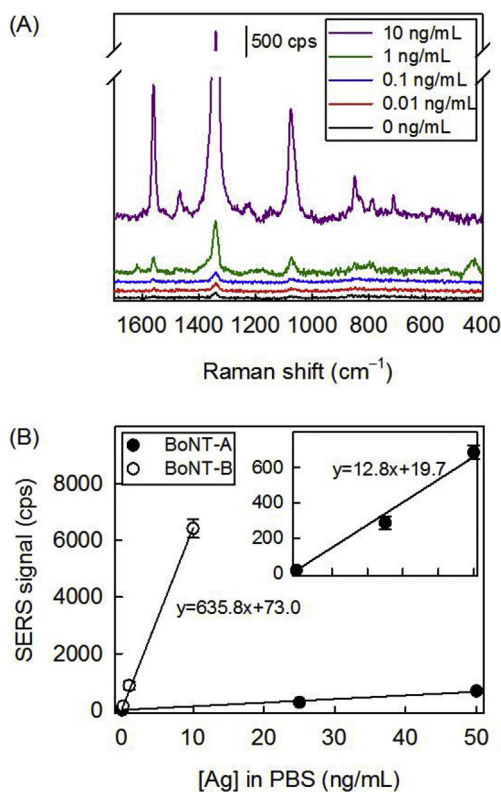 (A)
500 cps
10 ng/mL
1 ng/mL
0.1 ng/mL
0.01 ng/mL
0 ng/mL
1600 1400 1200 1000 800 600 400
Raman shift (cm⁻¹)
(B)
BoNT-A
BoNT-B
8000
6000
4000
2000
0
SERS signal (cps)
y=635.8x+73.0
600
400
200
0
y=12.8x+19.7
0 10 20 30 40 50
[Ag] in PBS (ng/mL)